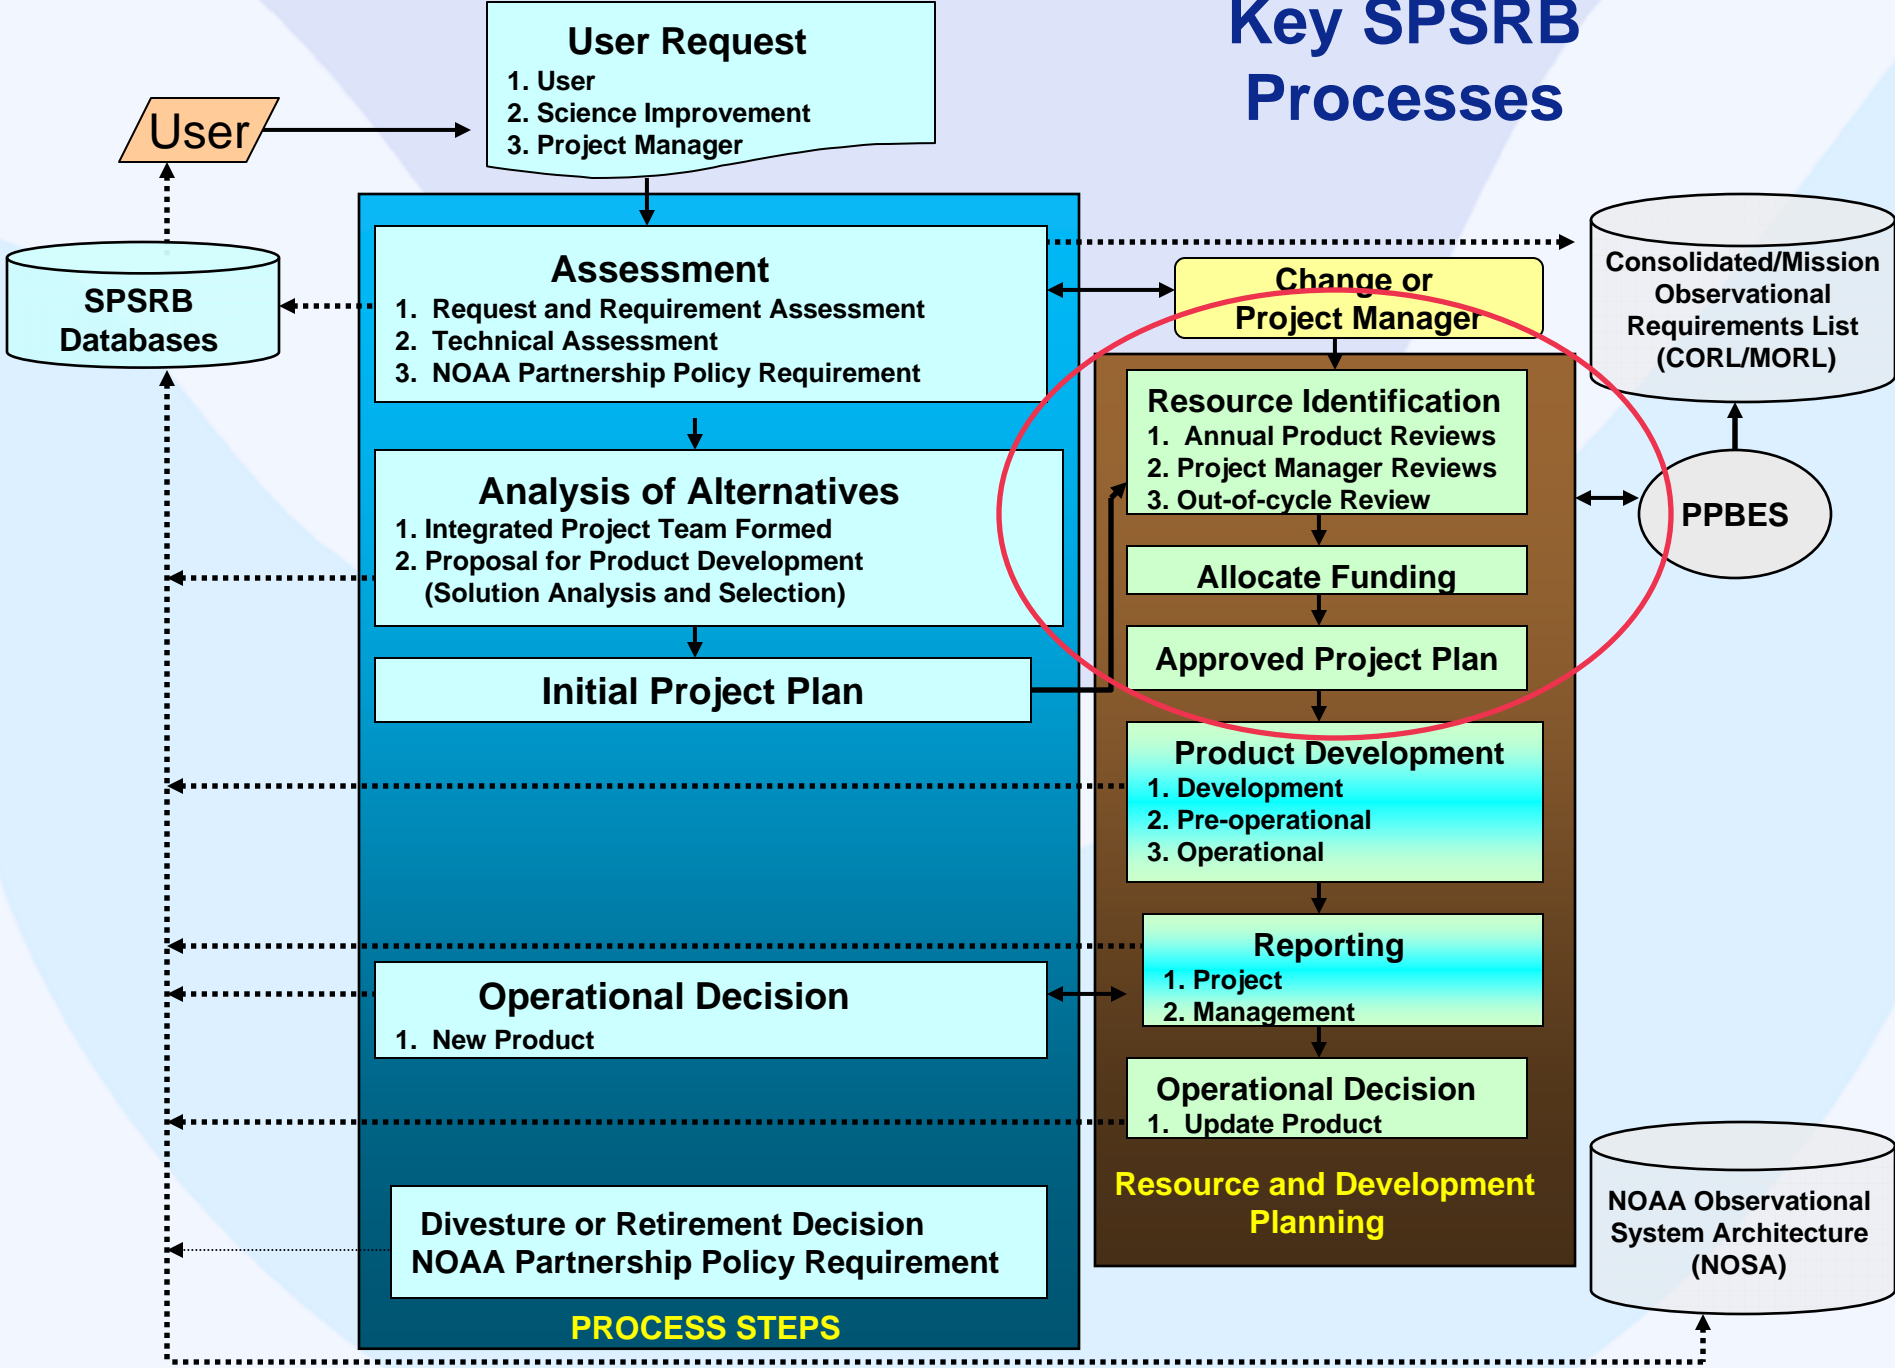 Key SPSRB
Processes
User Request
1. User
2. Science Improvement
3. Project Manager
User
SPSRB
Databases
Assessment
1. Request and Requirement Assessment
2. Technical Assessment
3. NOAA Partnership Policy Requirement
Change or
Project Manager
Consolidated/Mission
Observational
Requirements List
(CORL/MORL)
Analysis of Alternatives
1. Integrated Project Team Formed
2. Proposal for Product Development
(Solution Analysis and Selection)
Resource Identification
1. Annual Product Reviews
2. Project Manager Reviews
3. Out-of-cycle Review
PPBES
Allocate Funding
Initial Project Plan
Approved Project Plan
Product Development
1. Development
2. Pre-operational
3. Operational
Reporting
1. Project
2. Management
Operational Decision
1. New Product
Operational Decision
1. Update Product
Resource and Development
Planning
Divesture or Retirement Decision
NOAA Partnership Policy Requirement
PROCESS STEPS
NOAA Observational
System Architecture
(NOSA)